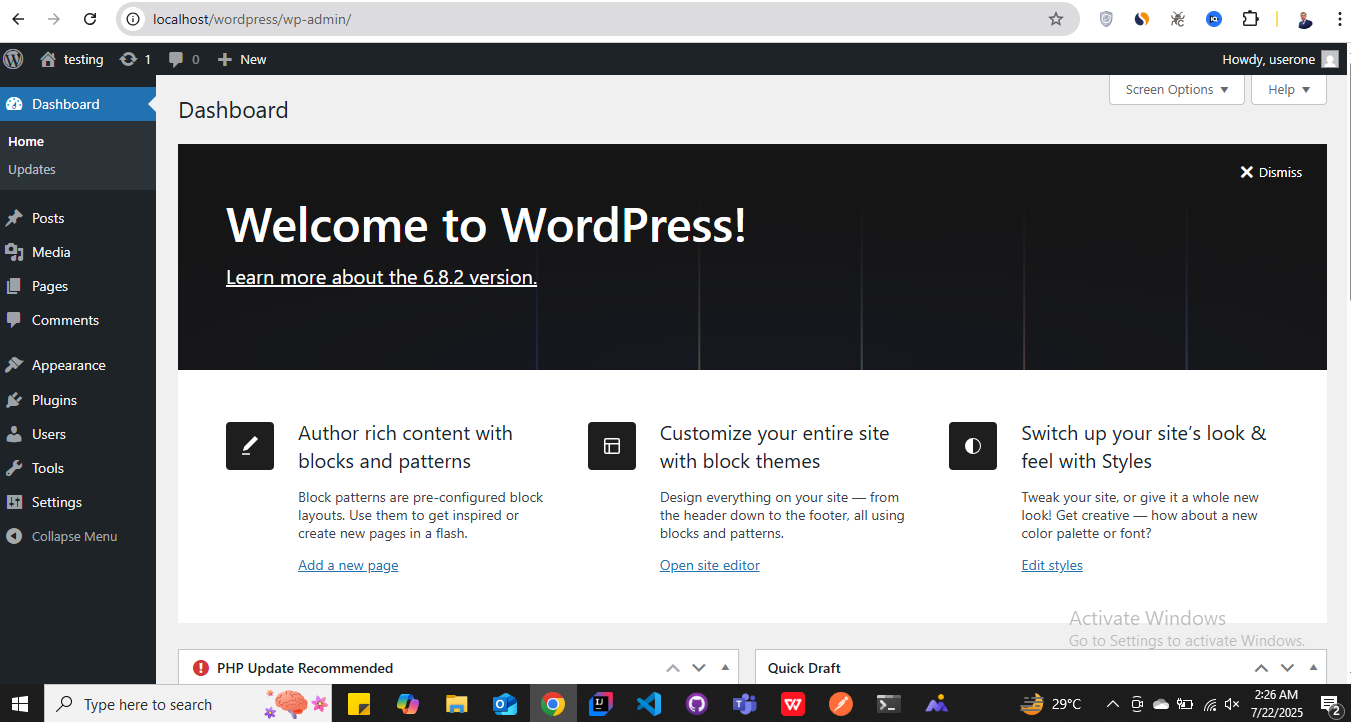 localhost/wordpress/wp-admin/
testing 1 0 New Howdy, userone
Dashboard
Home
Updates
Posts
Media
Pages
Comments
Appearance
Plugins
Users
Tools
Settings
Collapse Menu
Screen Options Help
Dashboard
Dismiss
Welcome to WordPress!
Learn more about the 6.8.2 version.
Author rich content with
blocks and patterns
Block patterns are pre-configured block
layouts. Use them to get inspired or
create new pages in a flash.
Add a new page
Customize your entire site
with block themes
Design everything on your site — from
the header down to the footer, all using
blocks and patterns.
Open site editor
Switch up your site's look &
feel with Styles
Tweak your site, or give it a whole new
look! Get creative — how about a new
color palette or font?
Edit styles
Activate Windows
Go to Settings to activate Windows.
PHP Update Recommended
Quick Draft
Type here to search
29°C
2:26 AM
7/22/2025
2